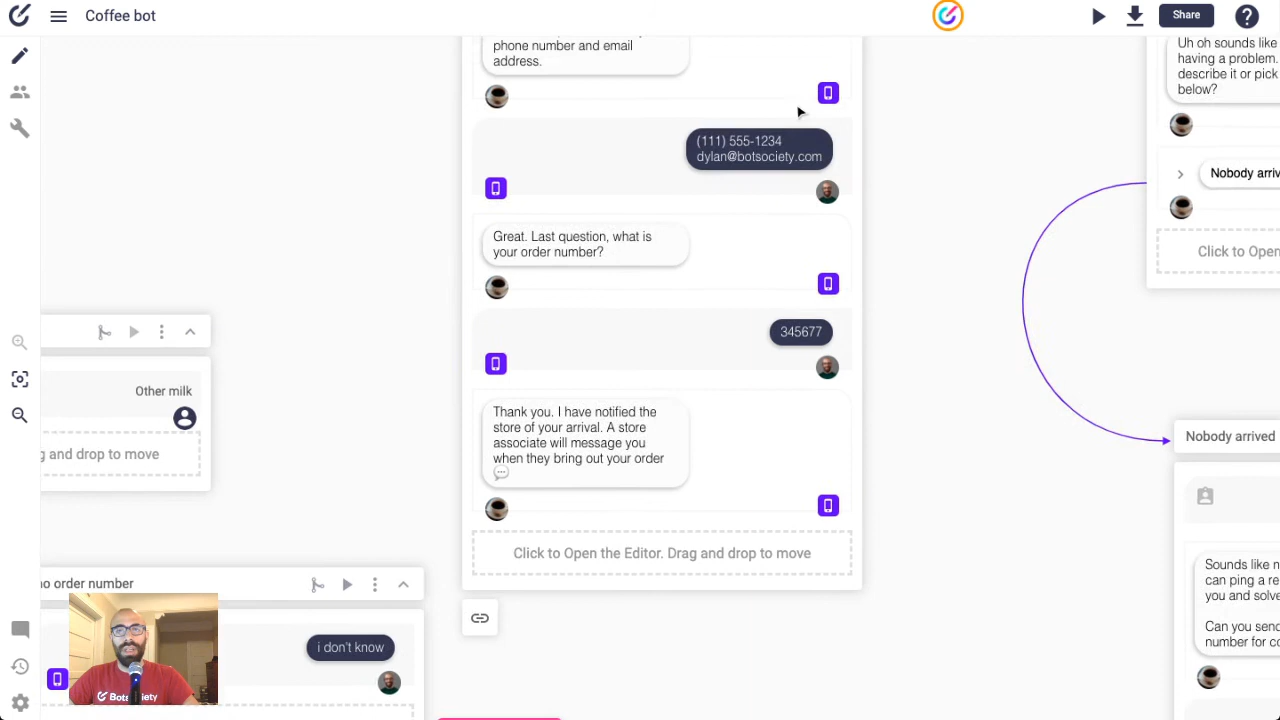 Coffee bot
Share
phone number and email
address.
(111) 555-1234
dylan@botsociety.com
Great. Last question, what is
your order number?
345677
Thank you. I have notified the
store of your arrival. A store
associate will message you
when they bring out your order
Click to Open the Editor. Drag and drop to move
Other milk
g and drop to move
no order number
i don't know
Botsociety
Uh oh sounds like
having a problem.
describe it or pick
below?
Nobody arriv
Click to Open
Nobody arrived
Sounds like n
can ping a re
you and solve
Can you send
number for co